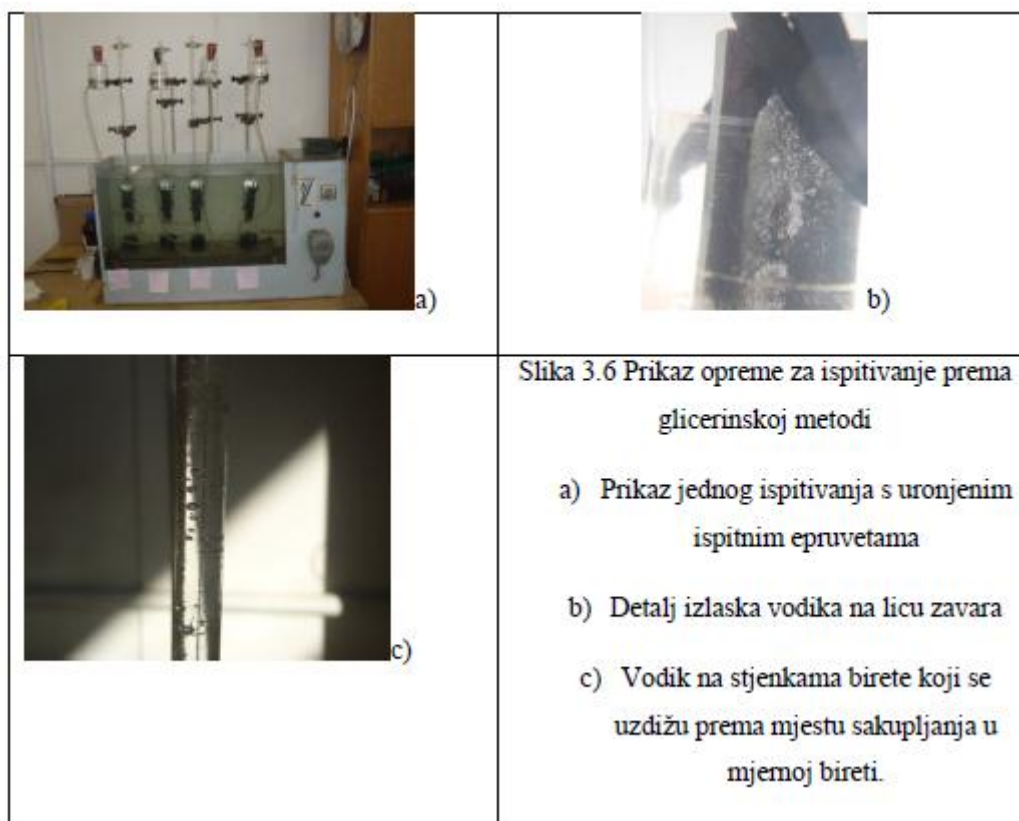 a)
b)
c)
Slika 3.6 Prikaz opreme za ispitivanje prema
glicerinskoj metodi
a) Prikaz jednog ispitivanja s uronjenim
ispitnim epruvetama
b) Detalj izlaska vodika na licu zavara
c) Vodik na stjenkama birete koji se
uzdižu prema mjestu sakupljanja u
mjernoj bireti.